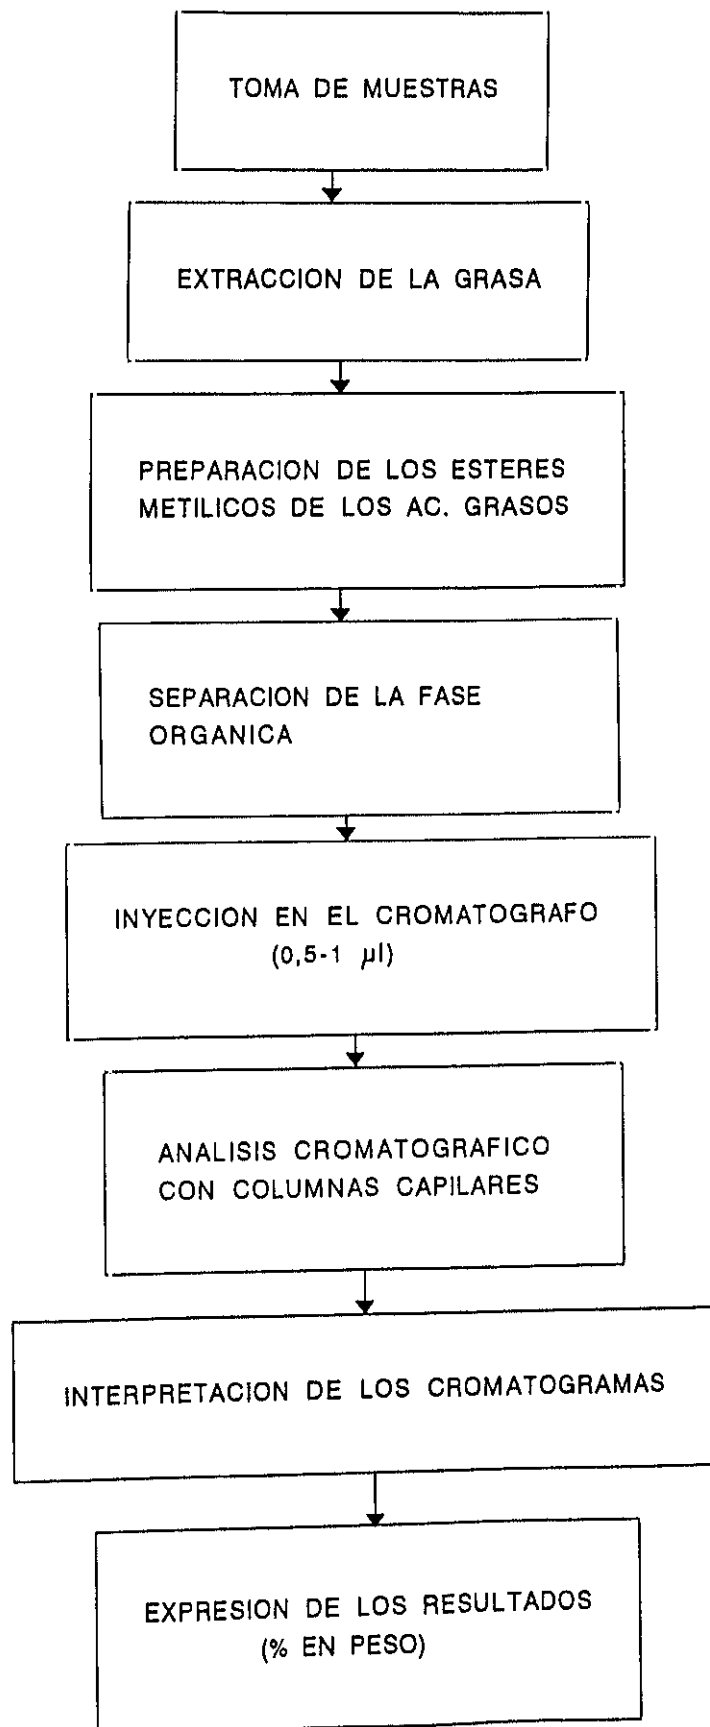 TOMA DE MUESTRAS
EXTRACCION DE LA GRASA
PREPARACION DE LOS ESTERES
METILICOS DE LOS AC. GRASOS
SEPARACION DE LA FASE
ORGANICA
INYECCION EN EL CROMATOGRAFO
(0,5-1 µl)
ANALISIS CROMATOGRAFICO
CON COLUMNAS CAPILARES
INTERPRETACION DE LOS CROMATOGRAMAS
EXPRESION DE LOS RESULTADOS
(% EN PESO)